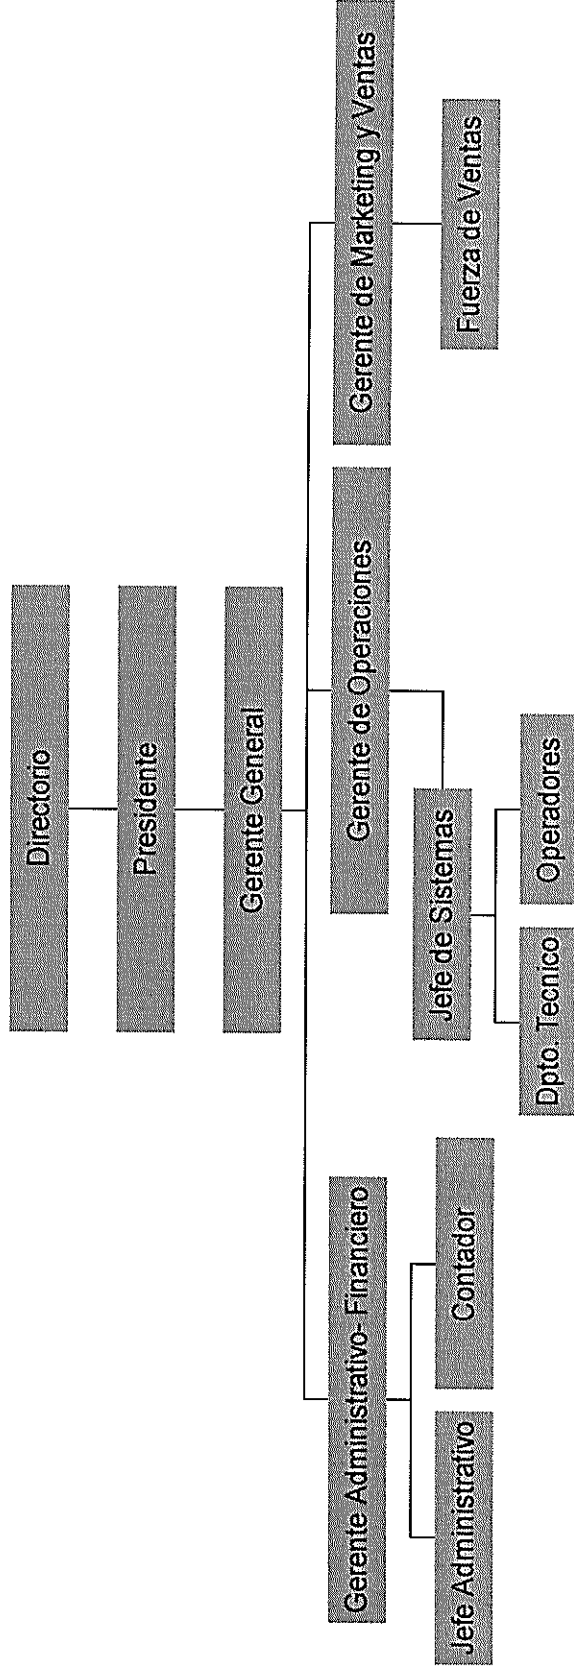 Directorio
Presidente
Gerente General
Gerente Administrativo- Financiero
Gerente de Operaciones
Gerente de Marketing y Ventas
Jefe Administrativo
Contador
Jefe de Sistemas
Fuerza de Ventas
Dpto. Tecnico
Operadores